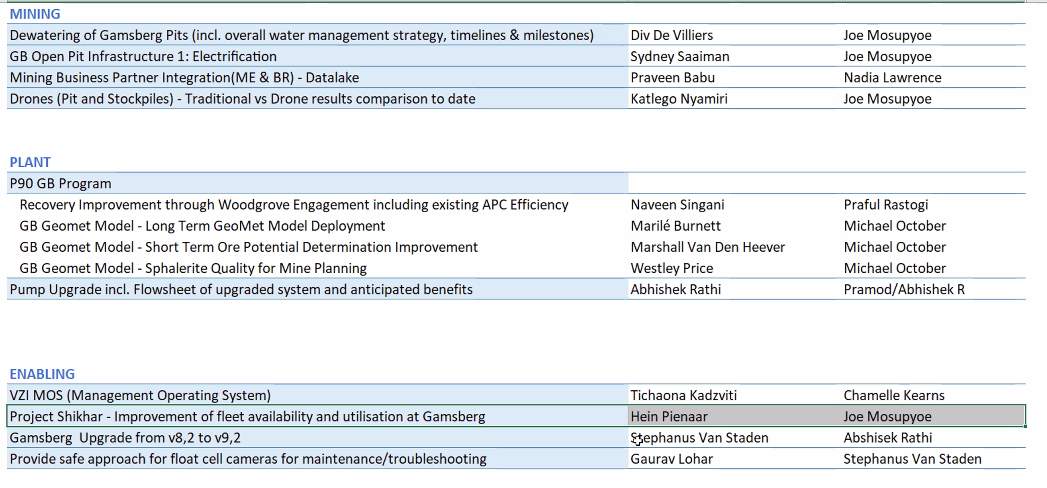 MINING
Dewatering of Gamsberg Pits (incl. overall water management strategy, timelines & milestones) Div De Villiers Joe Mosupyoe
GB Open Pit Infrastructure 1: Electrification Sydney Saaiman Joe Mosupyoe
Mining Business Partner Integration(ME & BR) - Datalake Praveen Babu Nadia Lawrence
Drones (Pit and Stockpiles) - Traditional vs Drone results comparison to date Katlego Nyamiri Joe Mosupyoe
PLANT
P90 GB Program
Recovery Improvement through Woodgrove Engagement including existing APC Efficiency Naveen Singani Praful Rastogi
GB Geomet Model - Long Term GeoMet Model Deployment Marilé Burnett Michael October
GB Geomet Model - Short Term Ore Potential Determination Improvement Marshall Van Den Heever Michael October
GB Geomet Model - Sphalerite Quality for Mine Planning Westley Price Michael October
Pump Upgrade incl. Flowsheet of upgraded system and anticipated benefits Abhishek Rathi Pramod/Abhishek R
ENABLING
VZI MOS (Management Operating System) Tichaona Kadzviti Chamelle Kearns
Project Shikhar - Improvement of fleet availability and utilisation at Gamsberg Hein Pienaar Joe Mosupyoe
Gamsberg Upgrade from v8,2 to v9,2 Stephanus Van Staden Abshisek Rathi
Provide safe approach for float cell cameras for maintenance/troubleshooting Gaurav Lohar Stephanus Van Staden